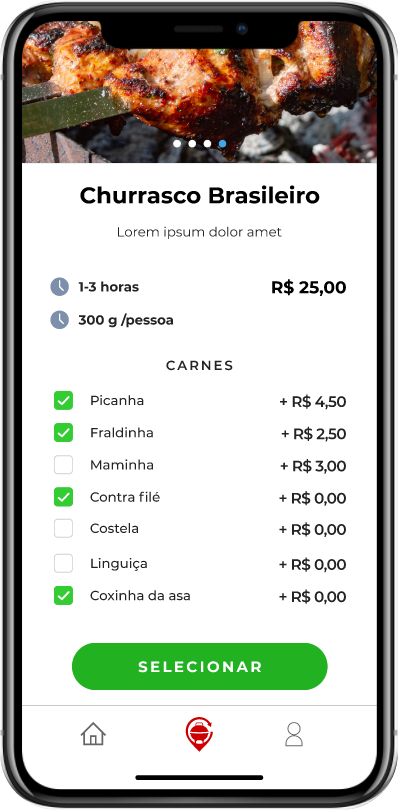 Churrasco Brasileiro
Lorem ipsum dolor amet
1-3 horas R$ 25,00
300 g /pessoa
CARNES
Picanha + R$ 4,50
Fraldinha + R$ 2,50
Maminha + R$ 3,00
Contra filé + R$ 0,00
Costela + R$ 0,00
Linguiça + R$ 0,00
Coxinha da asa + R$ 0,00
SELECIONAR